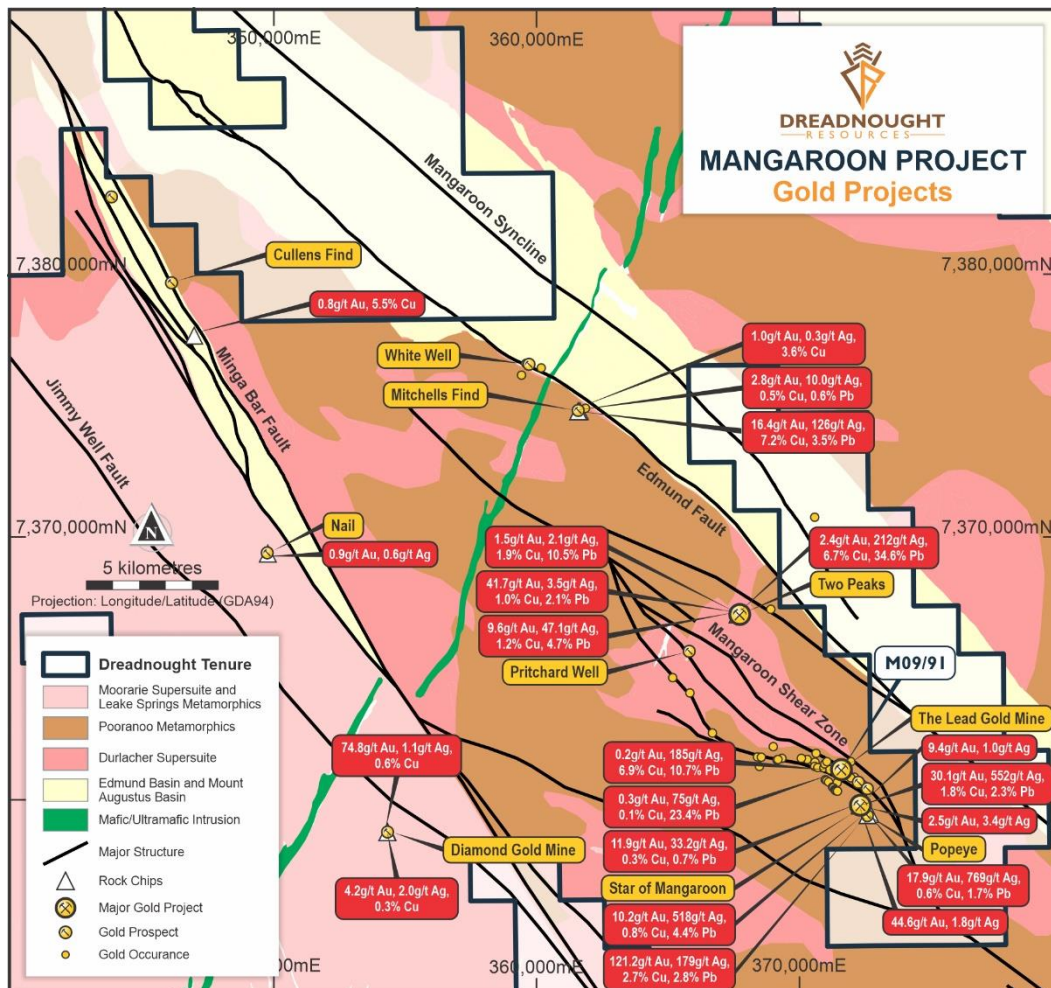 350,000mE
360,000mE
DREADNOUGHT
RESOURCES
MANGAROON PROJECT
Gold Projects
Mangaroon Syncline
7,380,000mN
7,380,000mN
Cullens Find
0.8g/t Au, 5.5% Cu
Minga Bar Fault
Jimmy Well Fault
White Well
Mitchells Find
1.0g/t Au, 0.3g/t Ag,
3.6% Cu
2.8g/t Au, 10.0g/t Ag,
0.5% Cu, 0.6% Pb
16.4g/t Au, 126g/t Ag,
7.2% Cu, 3.5% Pb
Edmund Fault
7,370,000mN
7,370,000mN
N
5 kilometres
Projection: Longitude/Latitude (GDA94)
Nail
0.9g/t Au, 0.6g/t Ag
1.5g/t Au, 2.1g/t Ag,
1.9% Cu, 10.5% Pb
41.7g/t Au, 3.5g/t Ag,
1.0% Cu, 2.1% Pb
9.6g/t Au, 47.1g/t Ag,
1.2% Cu, 4.7% Pb
Pritchard Well
2.4g/t Au, 212g/t Ag,
6.7% Cu, 34.6% Pb
Two Peaks
Mangaroon Shear Zone
M09/91
The Lead Gold Mine
9.4g/t Au, 1.0g/t Ag
30.1g/t Au, 552g/t Ag,
1.8% Cu, 2.3% Pb
2.5g/t Au, 3.4g/t Ag
Popeye
17.9g/t Au, 769g/t Ag,
0.6% Cu, 1.7% Pb
44.6g/t Au, 1.8g/t Ag
0.2g/t Au, 185g/t Ag,
6.9% Cu, 10.7% Pb
0.3g/t Au, 75g/t Ag,
0.1% Cu, 23.4% Pb
11.9g/t Au, 33.2g/t Ag,
0.3% Cu, 0.7% Pb
Star of Mangaroon
10.2g/t Au, 518g/t Ag,
0.8% Cu, 4.4% Pb
121.2g/t Au, 179g/t Ag,
2.7% Cu, 2.8% Pb
74.8g/t Au, 1.1g/t Ag,
0.6% Cu
Diamond Gold Mine
4.2g/t Au, 2.0g/t Ag,
0.3% Cu
Dreadnought Tenure
Moorarie Supersuite and
Leake Springs Metamorphics
Pooranoo Metamorphics
Durlacher Supersuite
Edmund Basin and Mount
Augustus Basin
Mafic/Ultramafic Intrusion
Major Structure
Rock Chips
Major Gold Project
Gold Prospect
Gold Occurance
360,000mE
370,000mE